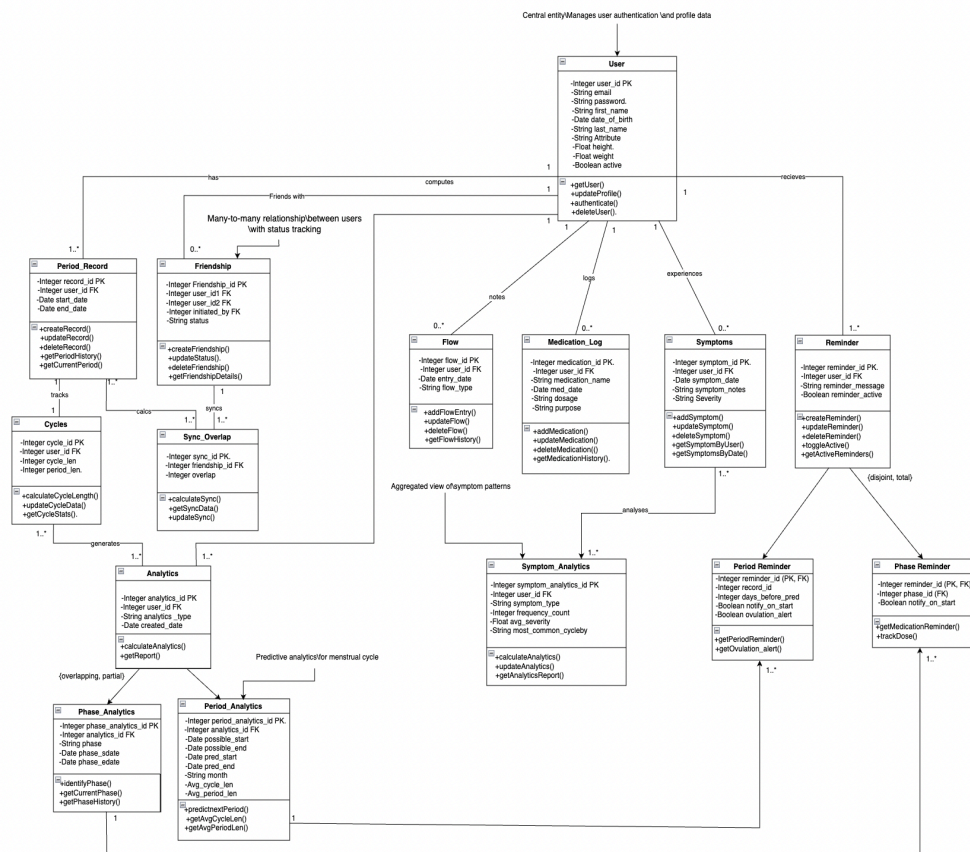 Central entity\Manages user authentication \and profile data
User
-Integer user_id PK
-String email
-String password.
-String first_name
-Date date_of_birth
-String last_name
-String Attribute
-Float height.
-Float weight
-Boolean active
+getUser()
+updateProfile()
+authenticate()
+deleteUser().
has
computes
Friends with
recieves
1
1
1
1
1
1
1
Many-to-many relationship\between users
\with status tracking
notes
logs
experiences
1..*
0..*
0..*
0..*
0..*
1..*
Period_Record
-Integer record_id PK
-Integer user_id FK
-Date start_date
-Date end_date
+createRecord()
+updateRecord()
+deleteRecord()
+getPeriodHistory()
+getCurrentPeriod()
Friendship
-Integer Friendship_id PK
-Integer user_id1 FK
-Integer user_id2 FK
-Integer initiated_by FK
-String status
+createFriendship()
+updateStatus().
+deleteFriendship()
+getFriendshipDetails()
Flow
-Integer flow_id PK.
-Integer user_id FK
-Date entry_date
-String flow_type
+addFlowEntry()
+updateFlow()
+deleteFlow()
+getFlowHistory()
Medication_Log
-Integer medication_id PK.
-Integer user_id FK
-String medication_name
-Date med_date
-String dosage
-String purpose
+addMedication()
+updateMedication()
+deleteMedication(()
+getMedicationHistory().
Symptoms
-Integer symptom_id PK.
-Integer user_id FK
-Date symptom_date
-String symptom_notes
-String Severity
+addSymptom()
+updateSymptom()
+deleteSymptom()
+getSymptomByUser()
+getSymptomsByDate()
Reminder
-Integer reminder_id PK.
-Integer user_id FK
-String reminder_message
-Boolean reminder_active
+createReminder()
+updateReminder()
+deleteReminder()
+toggleActive()
+getActiveReminders()
1
tracks
1
1..*
calcs
1..*
1
syncs
1..*
Cycles
-Integer cycle_id PK
-Integer user_id FK
-Integer cycle_len
-Integer period_len.
+calculateCycleLength()
+updateCycleData()
+getCycleStats().
Sync_Overlap
-Integer sync_id PK.
-Integer friendship_id FK
-Integer overlap
+calculateSync()
+getSyncData()
+updateSync()
Aggregated view of\symptom patterns
1..*
analyses
1..*
{disjoint, total}
1..*
generates
1..*
1..*
Analytics
-Integer analytics_id PK
-Integer user_id FK
-String analytics _type
-Date created_date
+calculateAnalytics()
+getReport()
Symptom_Analytics
-Integer symptom_analytics_id PK
-Integer user_id FK
-String symptom_type
-Integer frequency_count
-Float avg_severity
-String most_common_cycleby
+calculateAnalytics()
+updateAnalytics()
+getAnalyticsReport()
Period Reminder
-Integer reminder_id (PK, FK)
-Integer record_id
-Integer days_before_pred
-Boolean notify_on_start
-Boolean ovulation_alert
+getPeriodReminder()
+getOvulation_alert()
1..*
Phase Reminder
-Integer reminder_id (PK, FK)
-Integer phase_id (FK)
-Boolean notify_on_start
+getMedicationReminder()
+trackDose()
1..*
Predictive analytics\for menstrual cycle
{overlapping, partial}
Phase_Analytics
-Integer phase_analytics_id PK
-Integer analytics_id FK
-String phase
-Date phase_sdate
-Date phase_edate
+identifyPhase()
+getCurrentPhase()
+getPhaseHistory()
1
Period_Analytics
-Integer period_analytics_id PK.
-Integer analytics_id FK
-Date possible_start
-Date possible_end
-Date pred_start
-Date pred_end
-String month
-Avg_cycle_len
-Avg_period_len
+predictnextPeriod()
+getAvgCycleLen()
+getAvgPeriodLen()
1